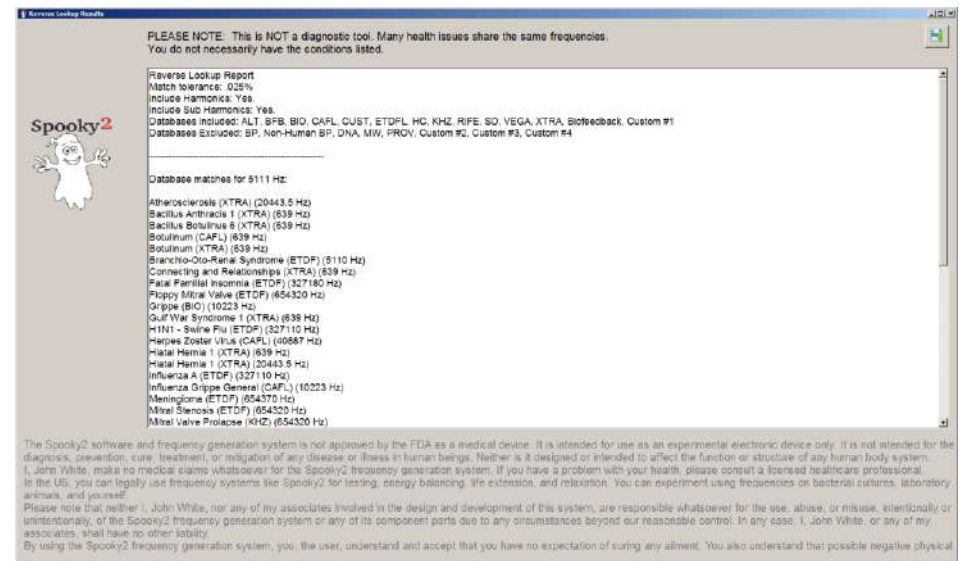 Reverse Lookup Results
PLEASE NOTE: This is NOT a diagnostic tool. Many health issues share the same frequencies.
You do not necessarily have the conditions listed.
Spooky2
Reverse Lookup Report
Match tolerance: .025%
Include Harmonics: Yes.
Include Sub Harmonics: Yes.
Databases Included: ALT, BFB, BIO, CAFL, CUST, ETDFL, HC, KHZ, RIFE, SD, VEGA, XTRA, Biofeedback, Custom #1
Databases Excluded: BP, Non-Human BP, DNA, MW, PROV, Custom #2, Custom #3, Custom #4
Database matches for 5111 Hz:
Atherosclerosis (XTRA) (20443.5 Hz)
Bacillus Anthracis 1 (XTRA) (639 Hz)
Bacillus Botulinus 6 (XTRA) (639 Hz)
Botulinum (CAFL) (639 Hz)
Botulinum (XTRA) (639 Hz)
Branchio-Oto-Renal Syndrome (ETDF) (5110 Hz)
Connecting and Relationships (XTRA) (639 Hz)
Fatal Familial Insomnia (ETDF) (327180 Hz)
Floppy Mitral Valve (ETDF) (654320 Hz)
Grippe (BIO) (10223 Hz)
Gulf War Syndrome 1 (XTRA) (639 Hz)
H1N1 - Swine Flu (ETDF) (327110 Hz)
Herpes Zoster Virus (CAFL) (40887 Hz)
Hiatal Hernia 1 (XTRA) (639 Hz)
Hiatal Hernia 1 (XTRA) (20443.5 Hz)
Influenza A (ETDF) (327110 Hz)
Influenza Grippe General (CAFL) (10223 Hz)
Meningioma (ETDF) (654370 Hz)
Mitral Stenosis (ETDF) (654320 Hz)
Mitral Valve Prolapse (KHZ) (654320 Hz)
The Spooky2 software and frequency generation system is not approved by the FDA as a medical device. It is intended for use as an experimental electronic device only. It is not intended for the
diagnosis, prevention, cure, treatment, or mitigation of any disease or illness in human beings. Neither is it designed or intended to affect the function or structure of any human body system.
I, John White, make no medical claims whatsoever for the Spooky2 frequency generation system. If you have a problem with your health, please consult a licensed healthcare professional.
In the US, you can legally use frequency systems like Spooky2 for testing, energy balancing, life extension, and relaxation. You can experiment using frequencies on bacterial cultures, laboratory
animals, and yourself.
Please note that neither I, John White, nor any of my associates involved in the design and development of this system, are responsible whatsoever for the use, abuse, or misuse, intentionally or
unintentionally, of the Spooky2 frequency generation system or any of its component parts due to any circumstances beyond our reasonable control. In any case, I, John White, or any of my
associates, shall have no other liability.
By using the Spooky2 frequency generation system, you, the user, understand and accept that you have no expectation of curing any ailment. You also understand that possible negative physical